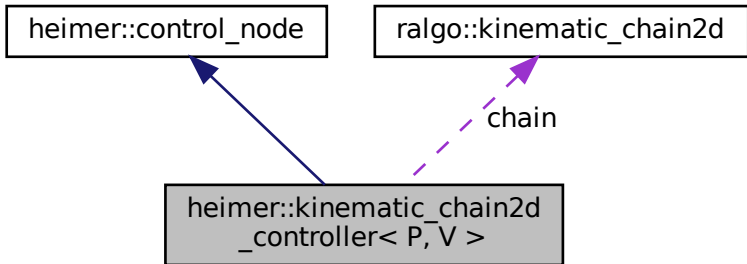 heimer::control_node
ralgo::kinematic_chain2d
chain
heimer::kinematic_chain2d
_controller< P, V >